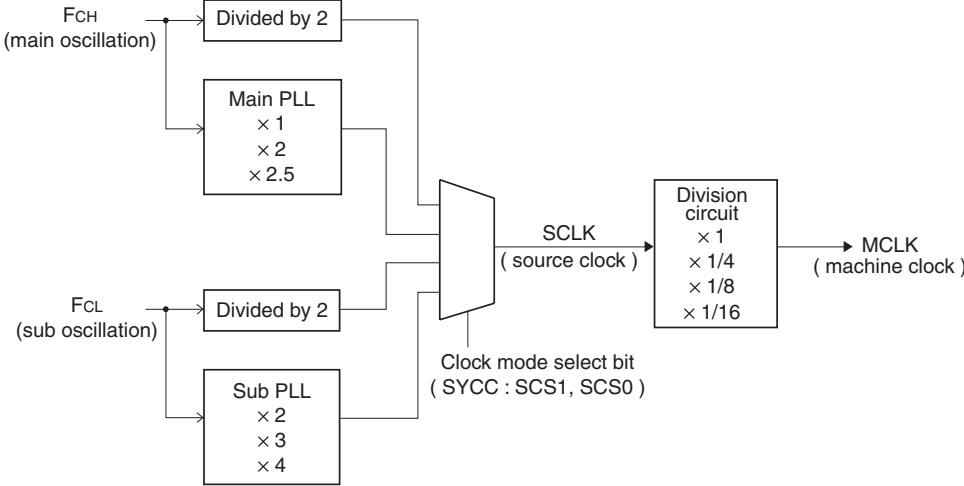 FCH
(main oscillation)
Divided by 2
Main PLL
× 1
× 2
× 2.5
FCL
(sub oscillation)
Divided by 2
Sub PLL
× 2
× 3
× 4
Clock mode select bit
( SYCC : SCS1, SCS0 )
SCLK
( source clock )
Division
circuit
× 1
× 1/4
× 1/8
× 1/16
MCLK
( machine clock )